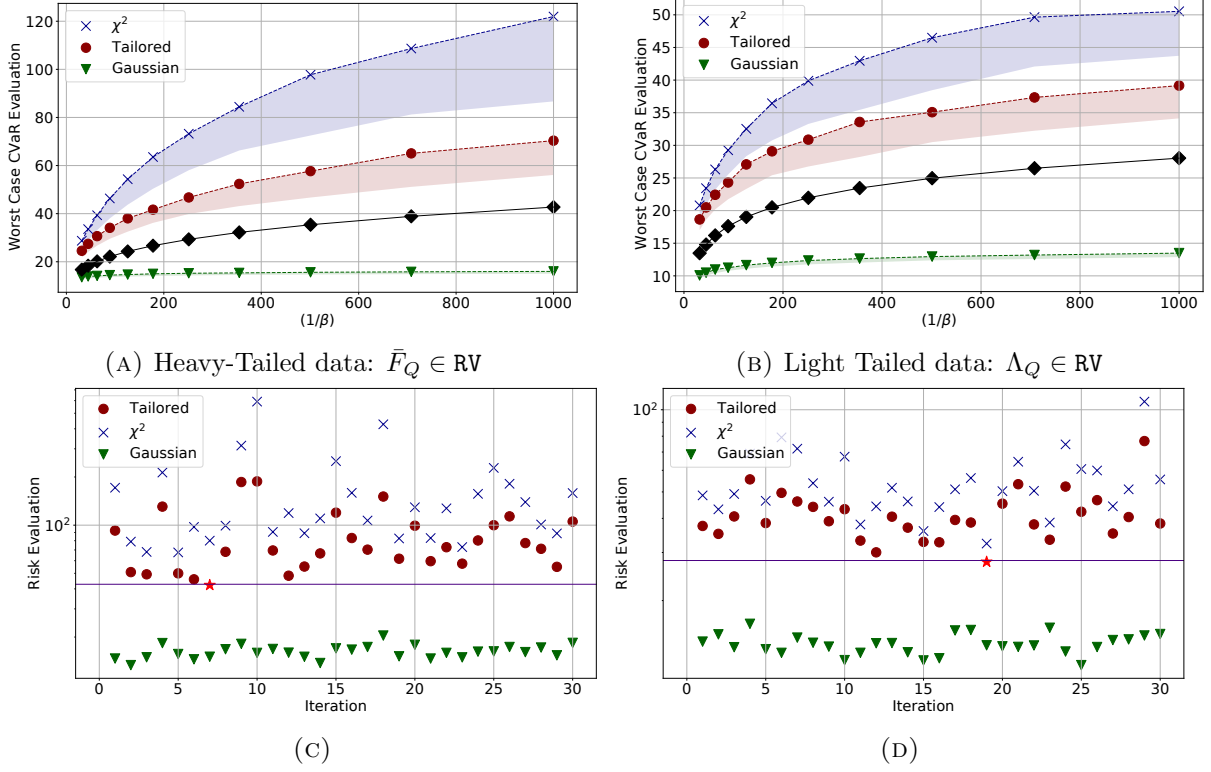 120
100
80
60
40
20
Worst Case CVaR Evaluation
χ²
Tailored
Gaussian
0 200 400 600 800 1000
(1/β)
(A) Heavy-Tailed data: F̄_Q ∈ RV
50
45
40
35
30
25
20
15
10
Worst Case CVaR Evaluation
χ²
Tailored
Gaussian
0 200 400 600 800 1000
(1/β)
(B) Light Tailed data: Λ_Q ∈ RV
10²
Risk Evaluation
Tailored
χ²
Gaussian
0 5 10 15 20 25 30
Iteration
(C)
10²
Risk Evaluation
Tailored
χ²
Gaussian
0 5 10 15 20 25 30
Iteration
(D)